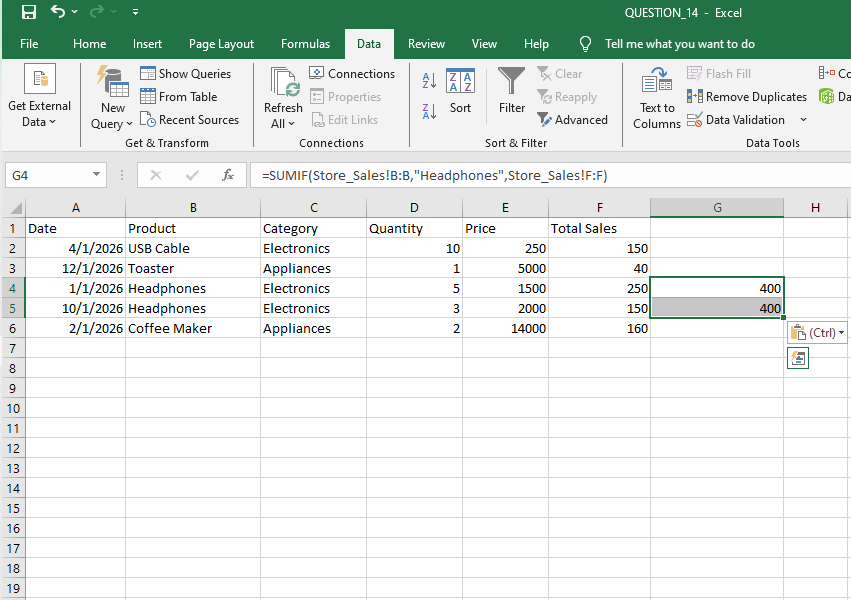 QUESTION_14 - Excel
File Home Insert Page Layout Formulas Data Review View Help Tell me what you want to do
Get External Data
New Query
Show Queries
From Table
Recent Sources
Get & Transform
Refresh All
Connections
Properties
Edit Links
Connections
Sort
Filter
Clear
Reapply
Advanced
Sort & Filter
Text to Columns
Flash Fill
Remove Duplicates
Data Validation
Co
Da
Data Tools
G4 fx =SUMIF(Store_Sales!B:B,"Headphones",Store_Sales!F:F)
A B C D E F G H
1 Date Product Category Quantity Price Total Sales
2 4/1/2026 USB Cable Electronics 10 250 150
3 12/1/2026 Toaster Appliances 1 5000 40
4 1/1/2026 Headphones Electronics 5 1500 250 400
5 10/1/2026 Headphones Electronics 3 2000 150 400
6 2/1/2026 Coffee Maker Appliances 2 14000 160
(Ctrl)
7
8
9
10
11
12
13
14
15
16
17
18
19